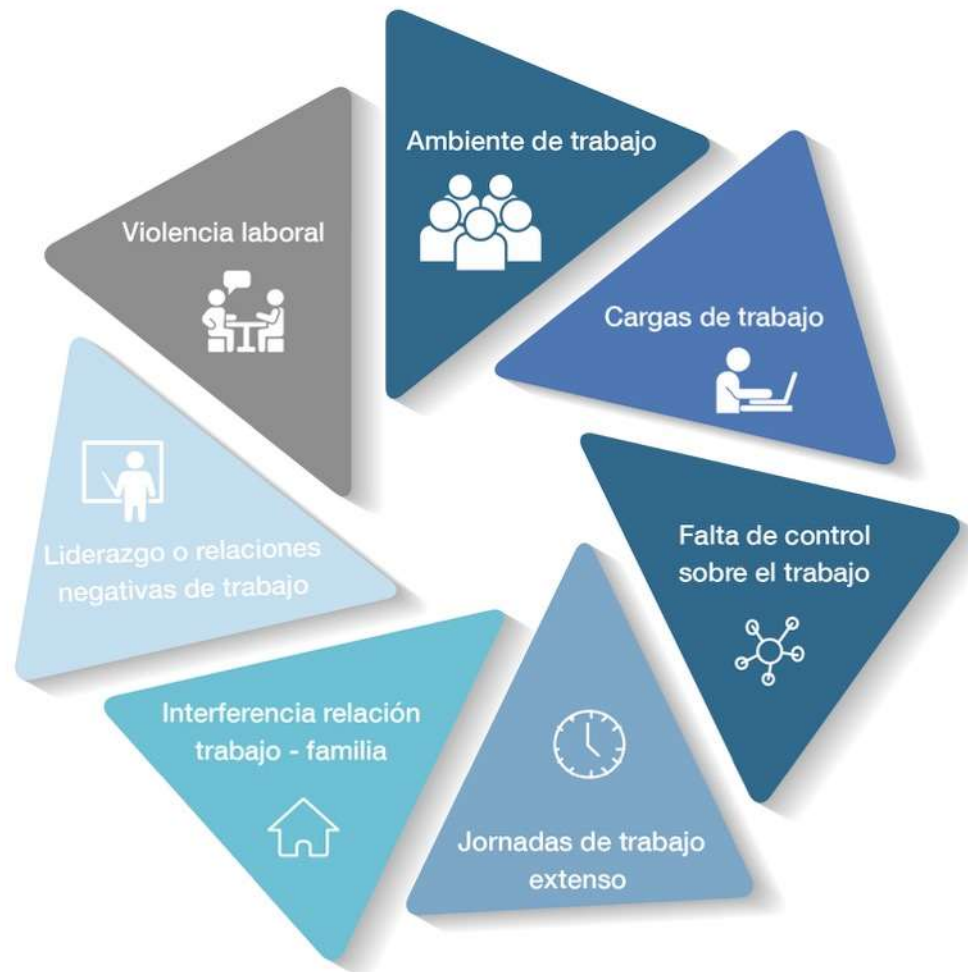 Ambiente de trabajo
Cargas de trabajo
Falta de control
sobre el trabajo
Jornadas de trabajo
extenso
Interferencia relación
trabajo - familia
Liderazgo o relaciones
negativas de trabajo
Violencia laboral